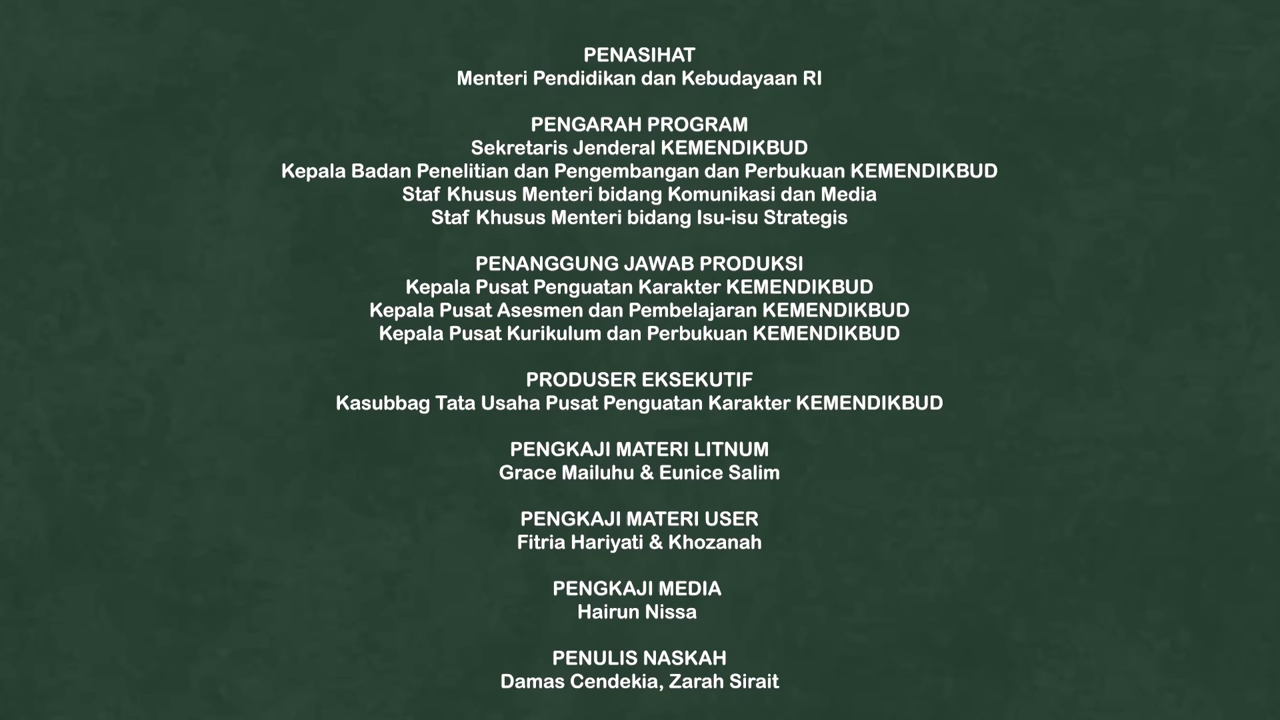 PENASIHAT
Menteri Pendidikan dan Kebudayaan RI
PENGARAH PROGRAM
Sekretaris Jenderal KEMENDIKBUD
Kepala Badan Penelitian dan Pengembangan dan Perbukuan KEMENDIKBUD
Staf Khusus Menteri bidang Komunikasi dan Media
Staf Khusus Menteri bidang Isu-isu Strategis
PENANGGUNG JAWAB PRODUKSI
Kepala Pusat Penguatan Karakter KEMENDIKBUD
Kepala Pusat Asesmen dan Pembelajaran KEMENDIKBUD
Kepala Pusat Kurikulum dan Perbukuan KEMENDIKBUD
PRODUSER EKSEKUTIF
Kasubbag Tata Usaha Pusat Penguatan Karakter KEMENDIKBUD
PENGKAJI MATERI LITNUM
Grace Mailuhu & Eunice Salim
PENGKAJI MATERI USER
Fitria Hariyati & Khozanah
PENGKAJI MEDIA
Hairun Nissa
PENULIS NASKAH
Damas Cendekia, Zarah Sirait